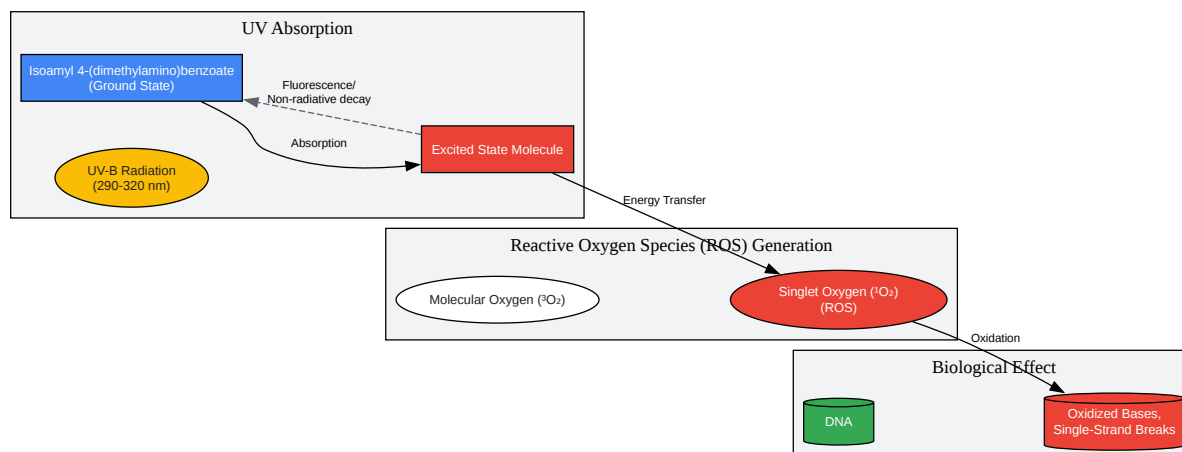 UV Absorption
Isoamyl 4-(dimethylamino)benzoate
(Ground State)
Fluorescence/
Non-radiative decay
Absorption
Excited State Molecule
UV-B Radiation
(290-320 nm)
Energy Transfer
Reactive Oxygen Species (ROS) Generation
Molecular Oxygen (³O₂)
Singlet Oxygen (¹O₂)
(ROS)
Oxidation
Biological Effect
DNA
Oxidized Bases,
Single-Strand Breaks